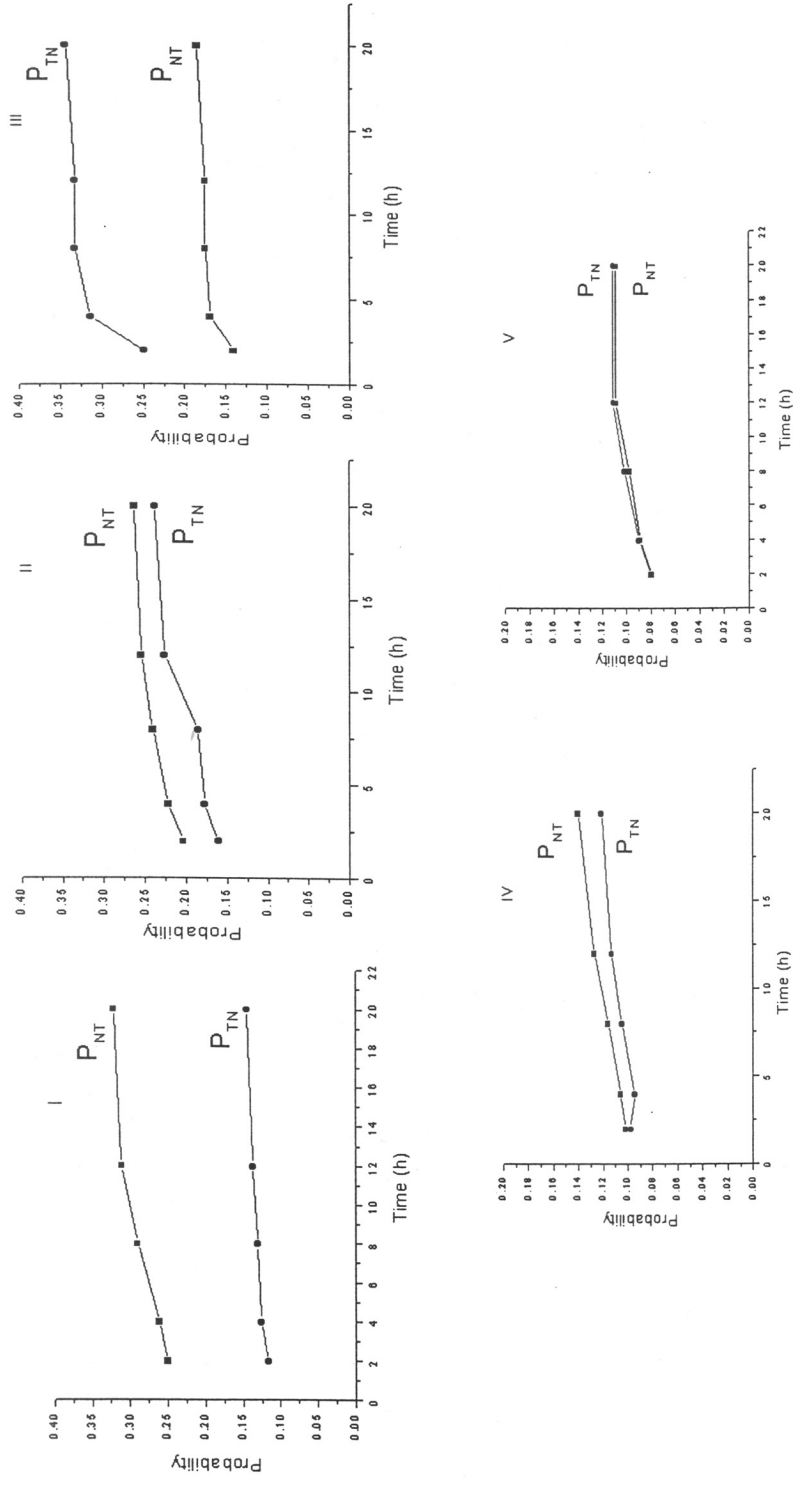 I
0.40
0.35
0.30
0.25
0.20
0.15
0.10
0.05
0.00
Probability
P_NT
P_TN
0 2 4 6 8 10 12 14 16 18 20 22
Time (h)
II
0.40
0.35
0.30
0.25
0.20
0.15
0.10
0.05
0.00
Probability
P_NT
P_TN
0 5 10 15 20
Time (h)
III
0.40
0.35
0.30
0.25
0.20
0.15
0.10
0.05
0.00
Probability
P_TN
P_NT
0 5 10 15 20
Time (h)
IV
0.20
0.18
0.16
0.14
0.12
0.10
0.08
0.06
0.04
0.02
0.00
Probability
P_NT
P_TN
0 5 10 15 20
Time (h)
V
0.20
0.18
0.16
0.14
0.12
0.10
0.08
0.06
0.04
0.02
0.00
Probability
P_TN
P_NT
0 2 4 6 8 10 12 14 16 18 20 22
Time (h)